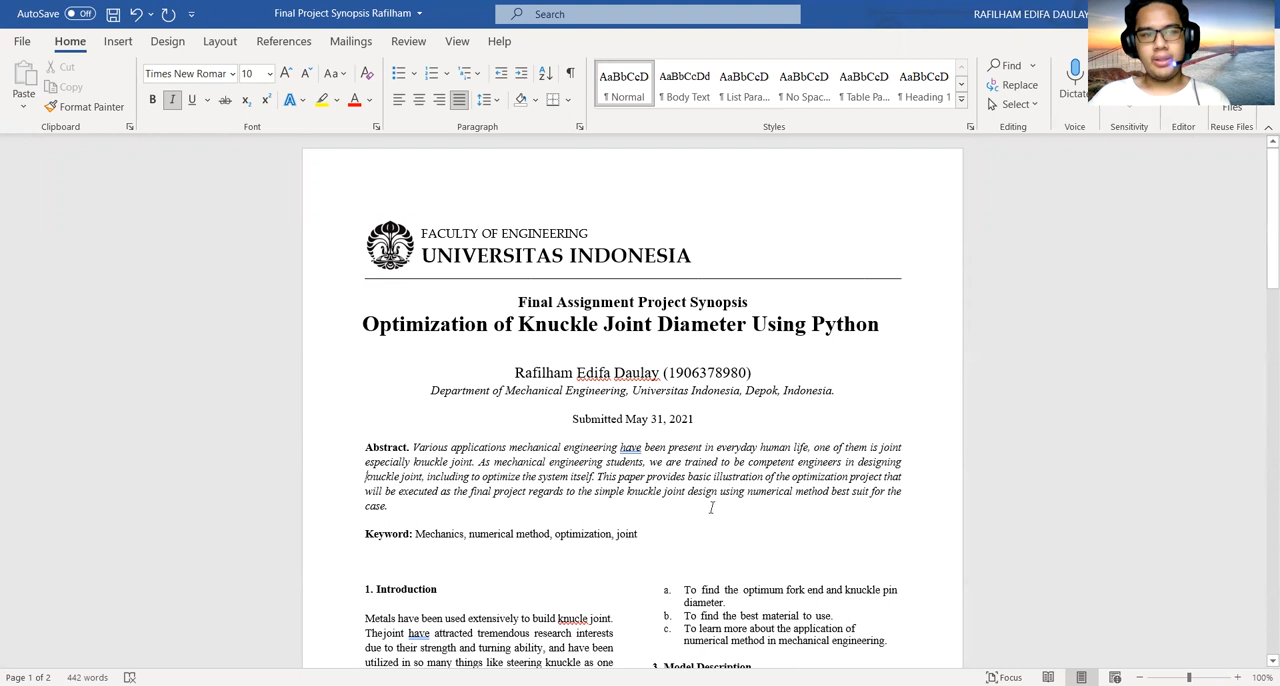 AutoSave Off Final Project Synopsis Rafilham Search RAFILHAM EDIFA DAULAY
File Home Insert Draw Design Layout References Mailings Review View Help
Paste Cut Copy Format Painter
Times New Romar 10
AaBbCcD AaBbCcDd AaBbCcD AaBbCcD AaBbCcD AaBbCcD
¶ Normal ¶ Body Text ¶ List Para... ¶ No Spac... ¶ Table Pa... ¶ Heading 1
Find Replace Select
Dictate
Files
Clipboard Font Paragraph Styles Editing Voice Sensitivity Editor Reuse Files
FACULTY OF ENGINEERING
UNIVERSITAS INDONESIA
Final Assignment Project Synopsis
Optimization of Knuckle Joint Diameter Using Python
Rafilham Edifa Daulay (1906378980)
Department of Mechanical Engineering, Universitas Indonesia, Depok, Indonesia.
Submitted May 31, 2021
Abstract. Various applications mechanical engineering have been present in everyday human life, one of them is joint
especially knuckle joint. As mechanical engineering students, we are trained to be competent engineers in designing
knuckle joint, including to optimize the system itself. This paper provides basic illustration of the optimization project that
will be executed as the final project regards to the simple knuckle joint design using numerical method best suit for the
case.
Keyword: Mechanics, numerical method, optimization, joint
1. Introduction
Metals have been used extensively to build knucle joint.
Thejoint have attracted tremendous research interests
due to their strength and turning ability, and have been
utilized in so many things like steering knuckle as one
a. To find the optimum fork end and knuckle pin
diameter.
b. To find the best material to use.
c. To learn more about the application of
numerical method in mechanical engineering.
3. Model Description
Page 1 of 2 442 words Focus 100%